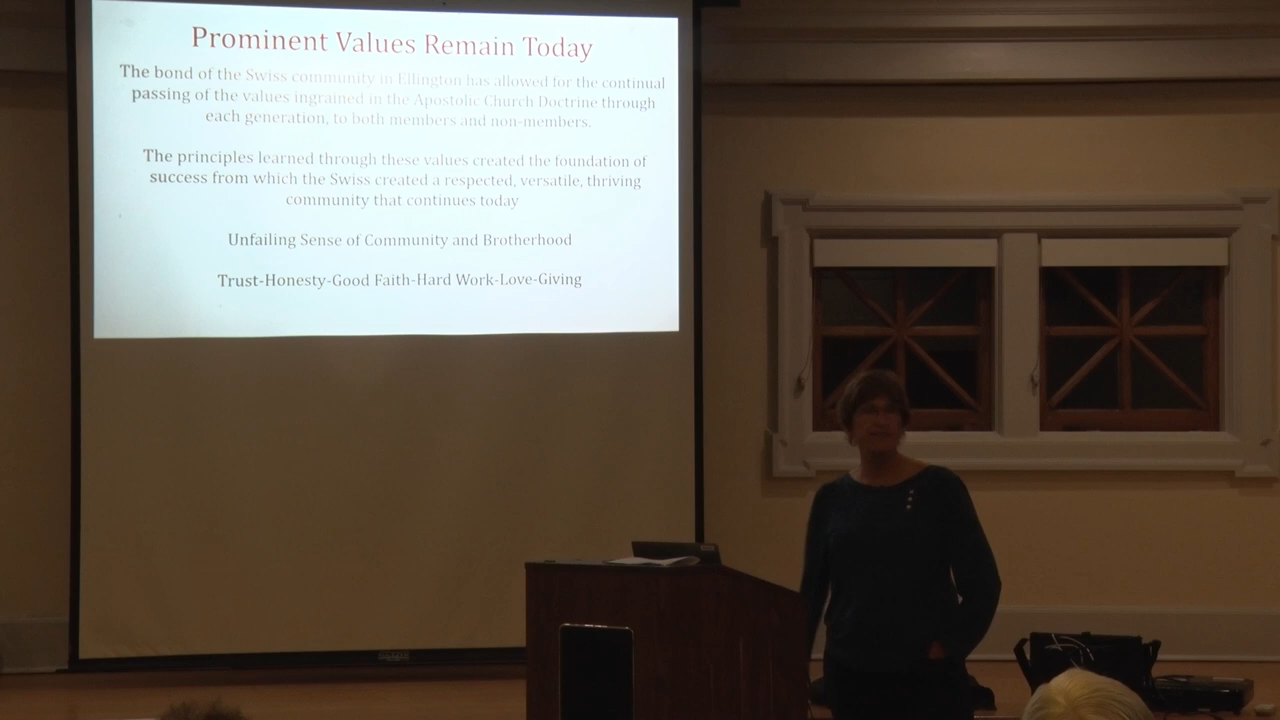 Prominent Values Remain Today
The bond of the Swiss community in Ellington has allowed for the continual
passing of the values ingrained in the Apostolic Church Doctrine through
each generation, to both members and non-members.
The principles learned through these values created the foundation of
success from which the Swiss created a respected, versatile, thriving
community that continues today
Unfailing Sense of Community and Brotherhood
Trust-Honesty-Good Faith-Hard Work-Love-Giving